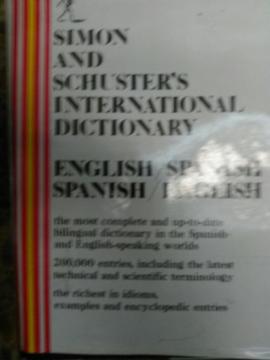 SIMON
AND
SCHUSTER'S
INTERNATIONAL
DICTIONARY
ENGLISH/SPANISH
SPANISH/ENGLISH
the most complete and up-to-date
bilingual dictionary in the Spanish-
and English-speaking worlds
200,000 entries, including the latest
technical and scientific terminology
the richest in idioms,
examples and encyclopedic entries